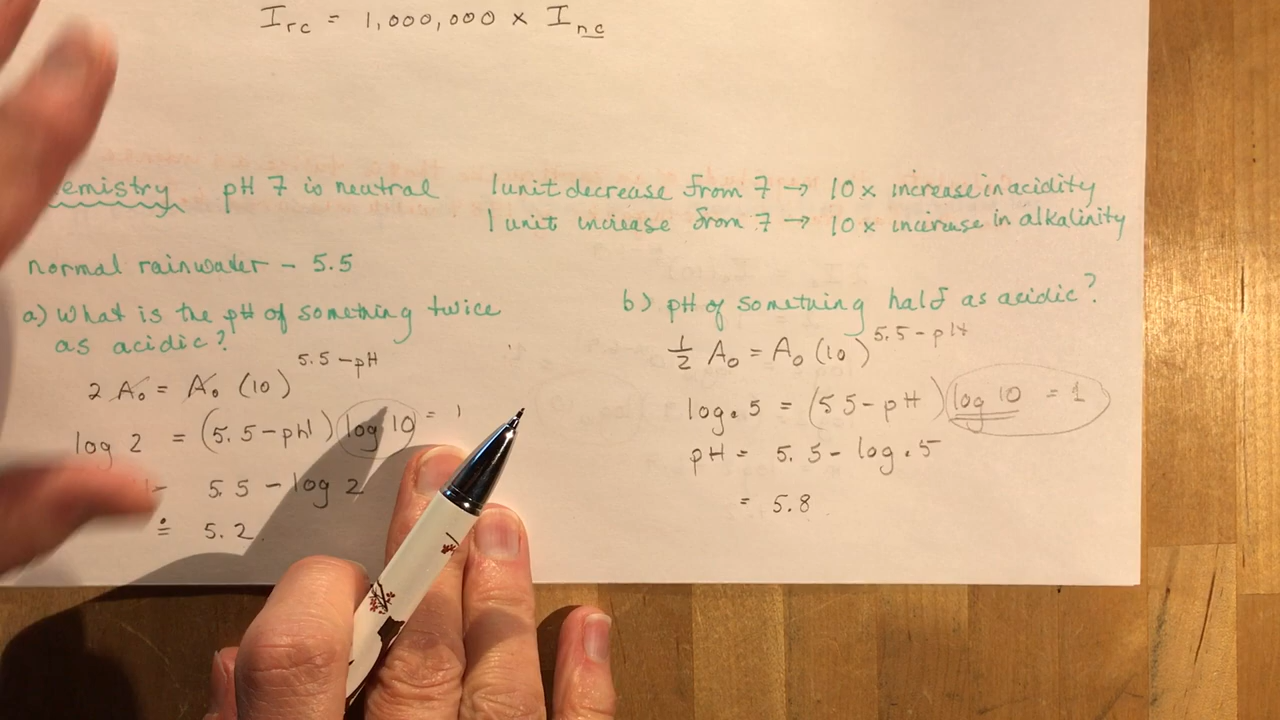 I rc = 1,000,000 × I nc
emistry pH 7 is neutral
1 unit decrease from 7 → 10 x increase in acidity
1 unit increase from 7 → 10 x increase in alkalinity
normal rainwater - 5.5
a) What is the pH of something twice
as acidic?
2 A₀ = A₀ (10)^5.5-pH
log 2 = (5.5-pH) log 10 = 1
5.5 - log 2
≐ 5.2
b) pH of something half as acidic?
1/2 A₀ = A₀ (10)^5.5-pH
log .5 = (5.5-pH) log 10 = 1
pH = 5.5 - log .5
= 5.8